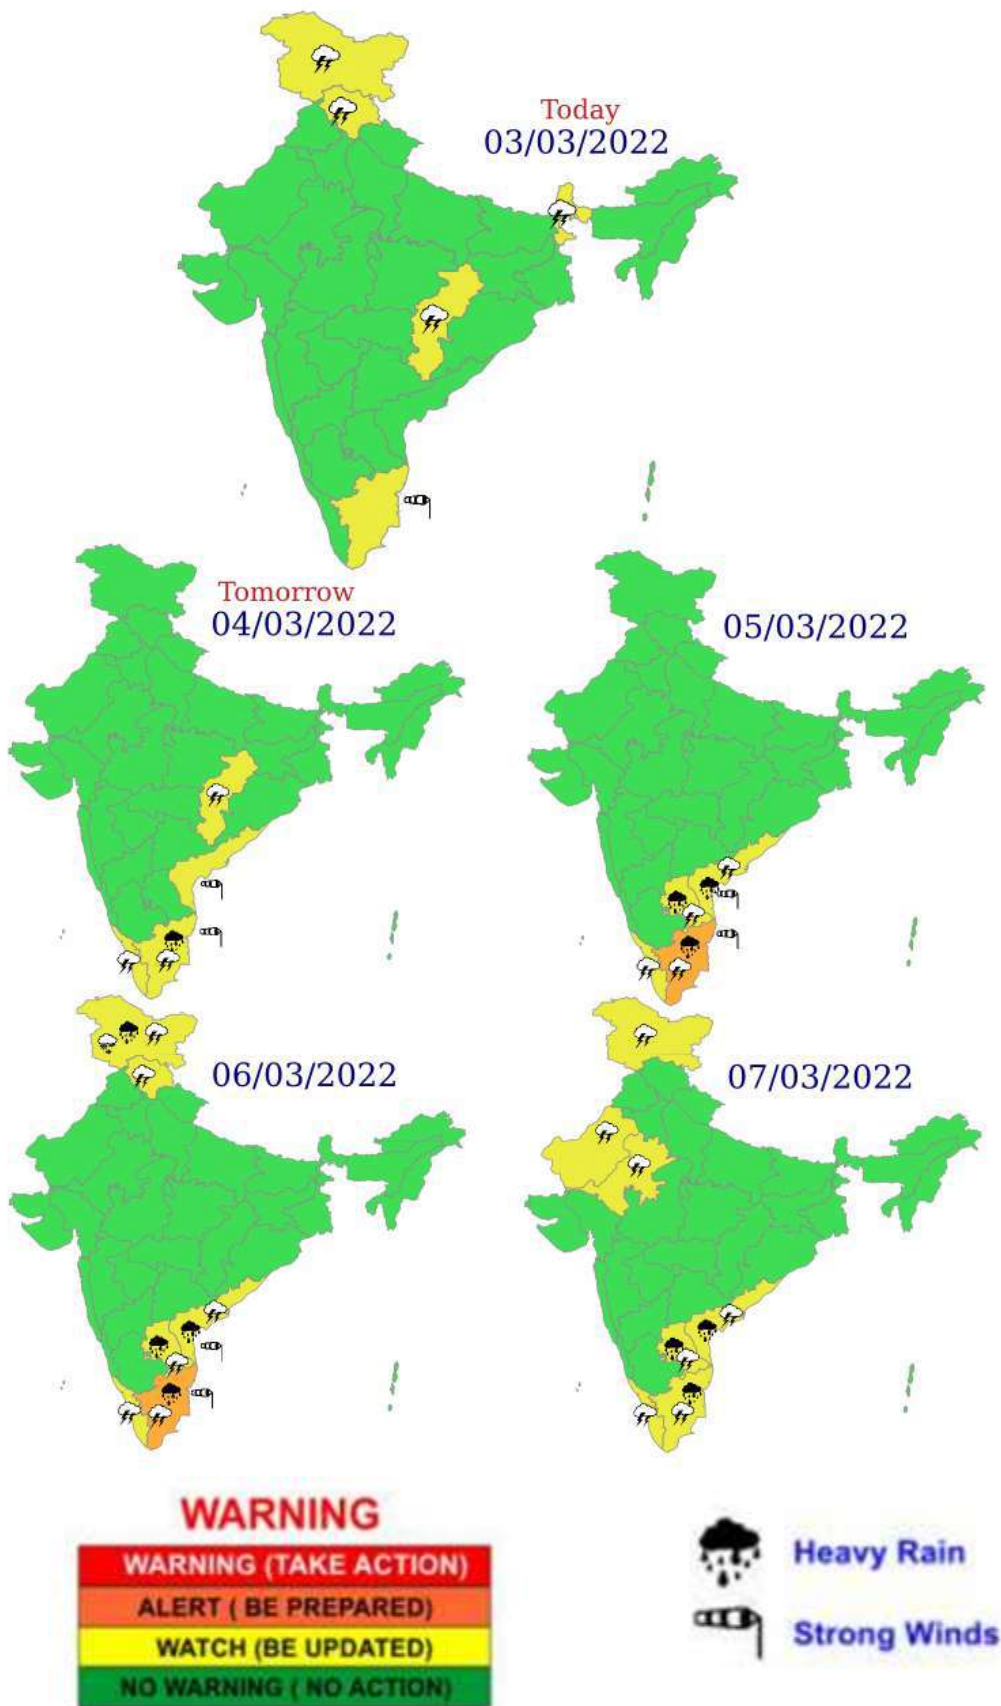 Today
03/03/2022
Tomorrow
04/03/2022
05/03/2022
06/03/2022
07/03/2022
WARNING
WARNING (TAKE ACTION)
ALERT ( BE PREPARED)
WATCH (BE UPDATED)
NO WARNING ( NO ACTION)
Heavy Rain
Strong Winds